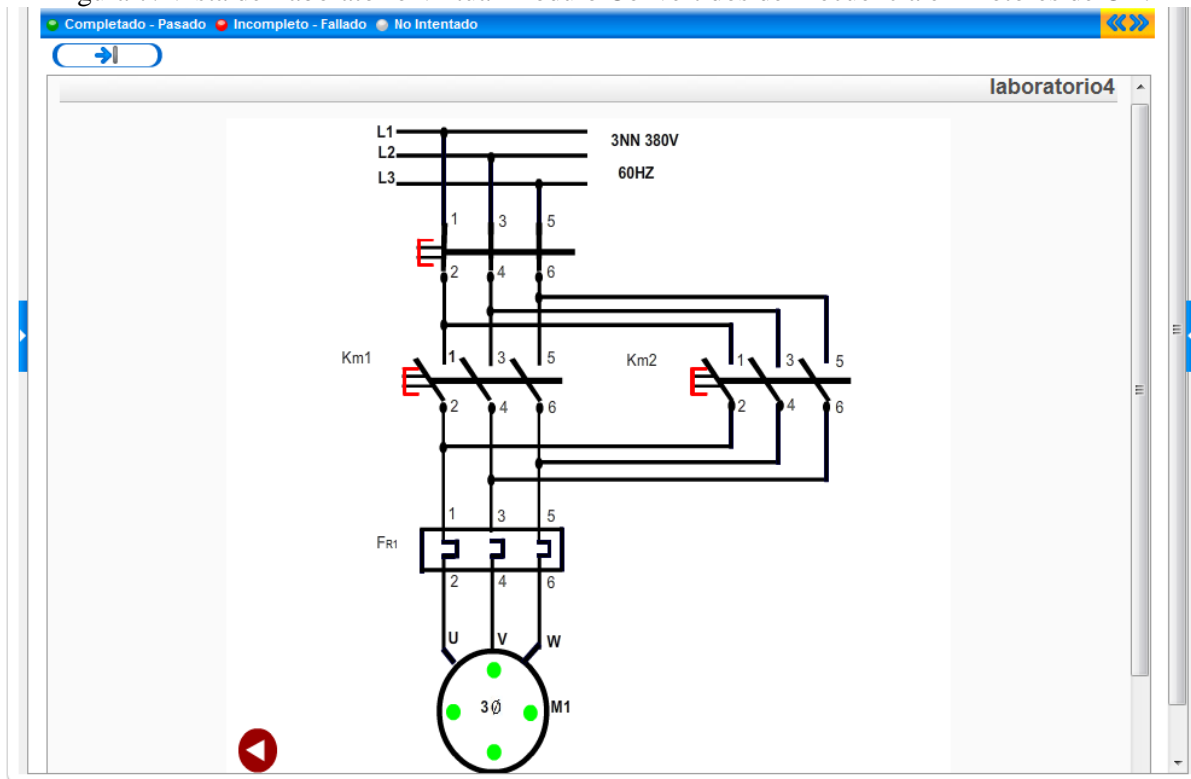 Completado - Pasado Incompleto - Fallado No Intentado
laboratorio4
L1
L2
L3
3NN 380V
60HZ
1 3 5
2 4 6
Km1 1 3 5
Km2 1 3 5
2 4 6
2 4 6
1 3 5
FR1
2 4 6
U V W
3Ø M1